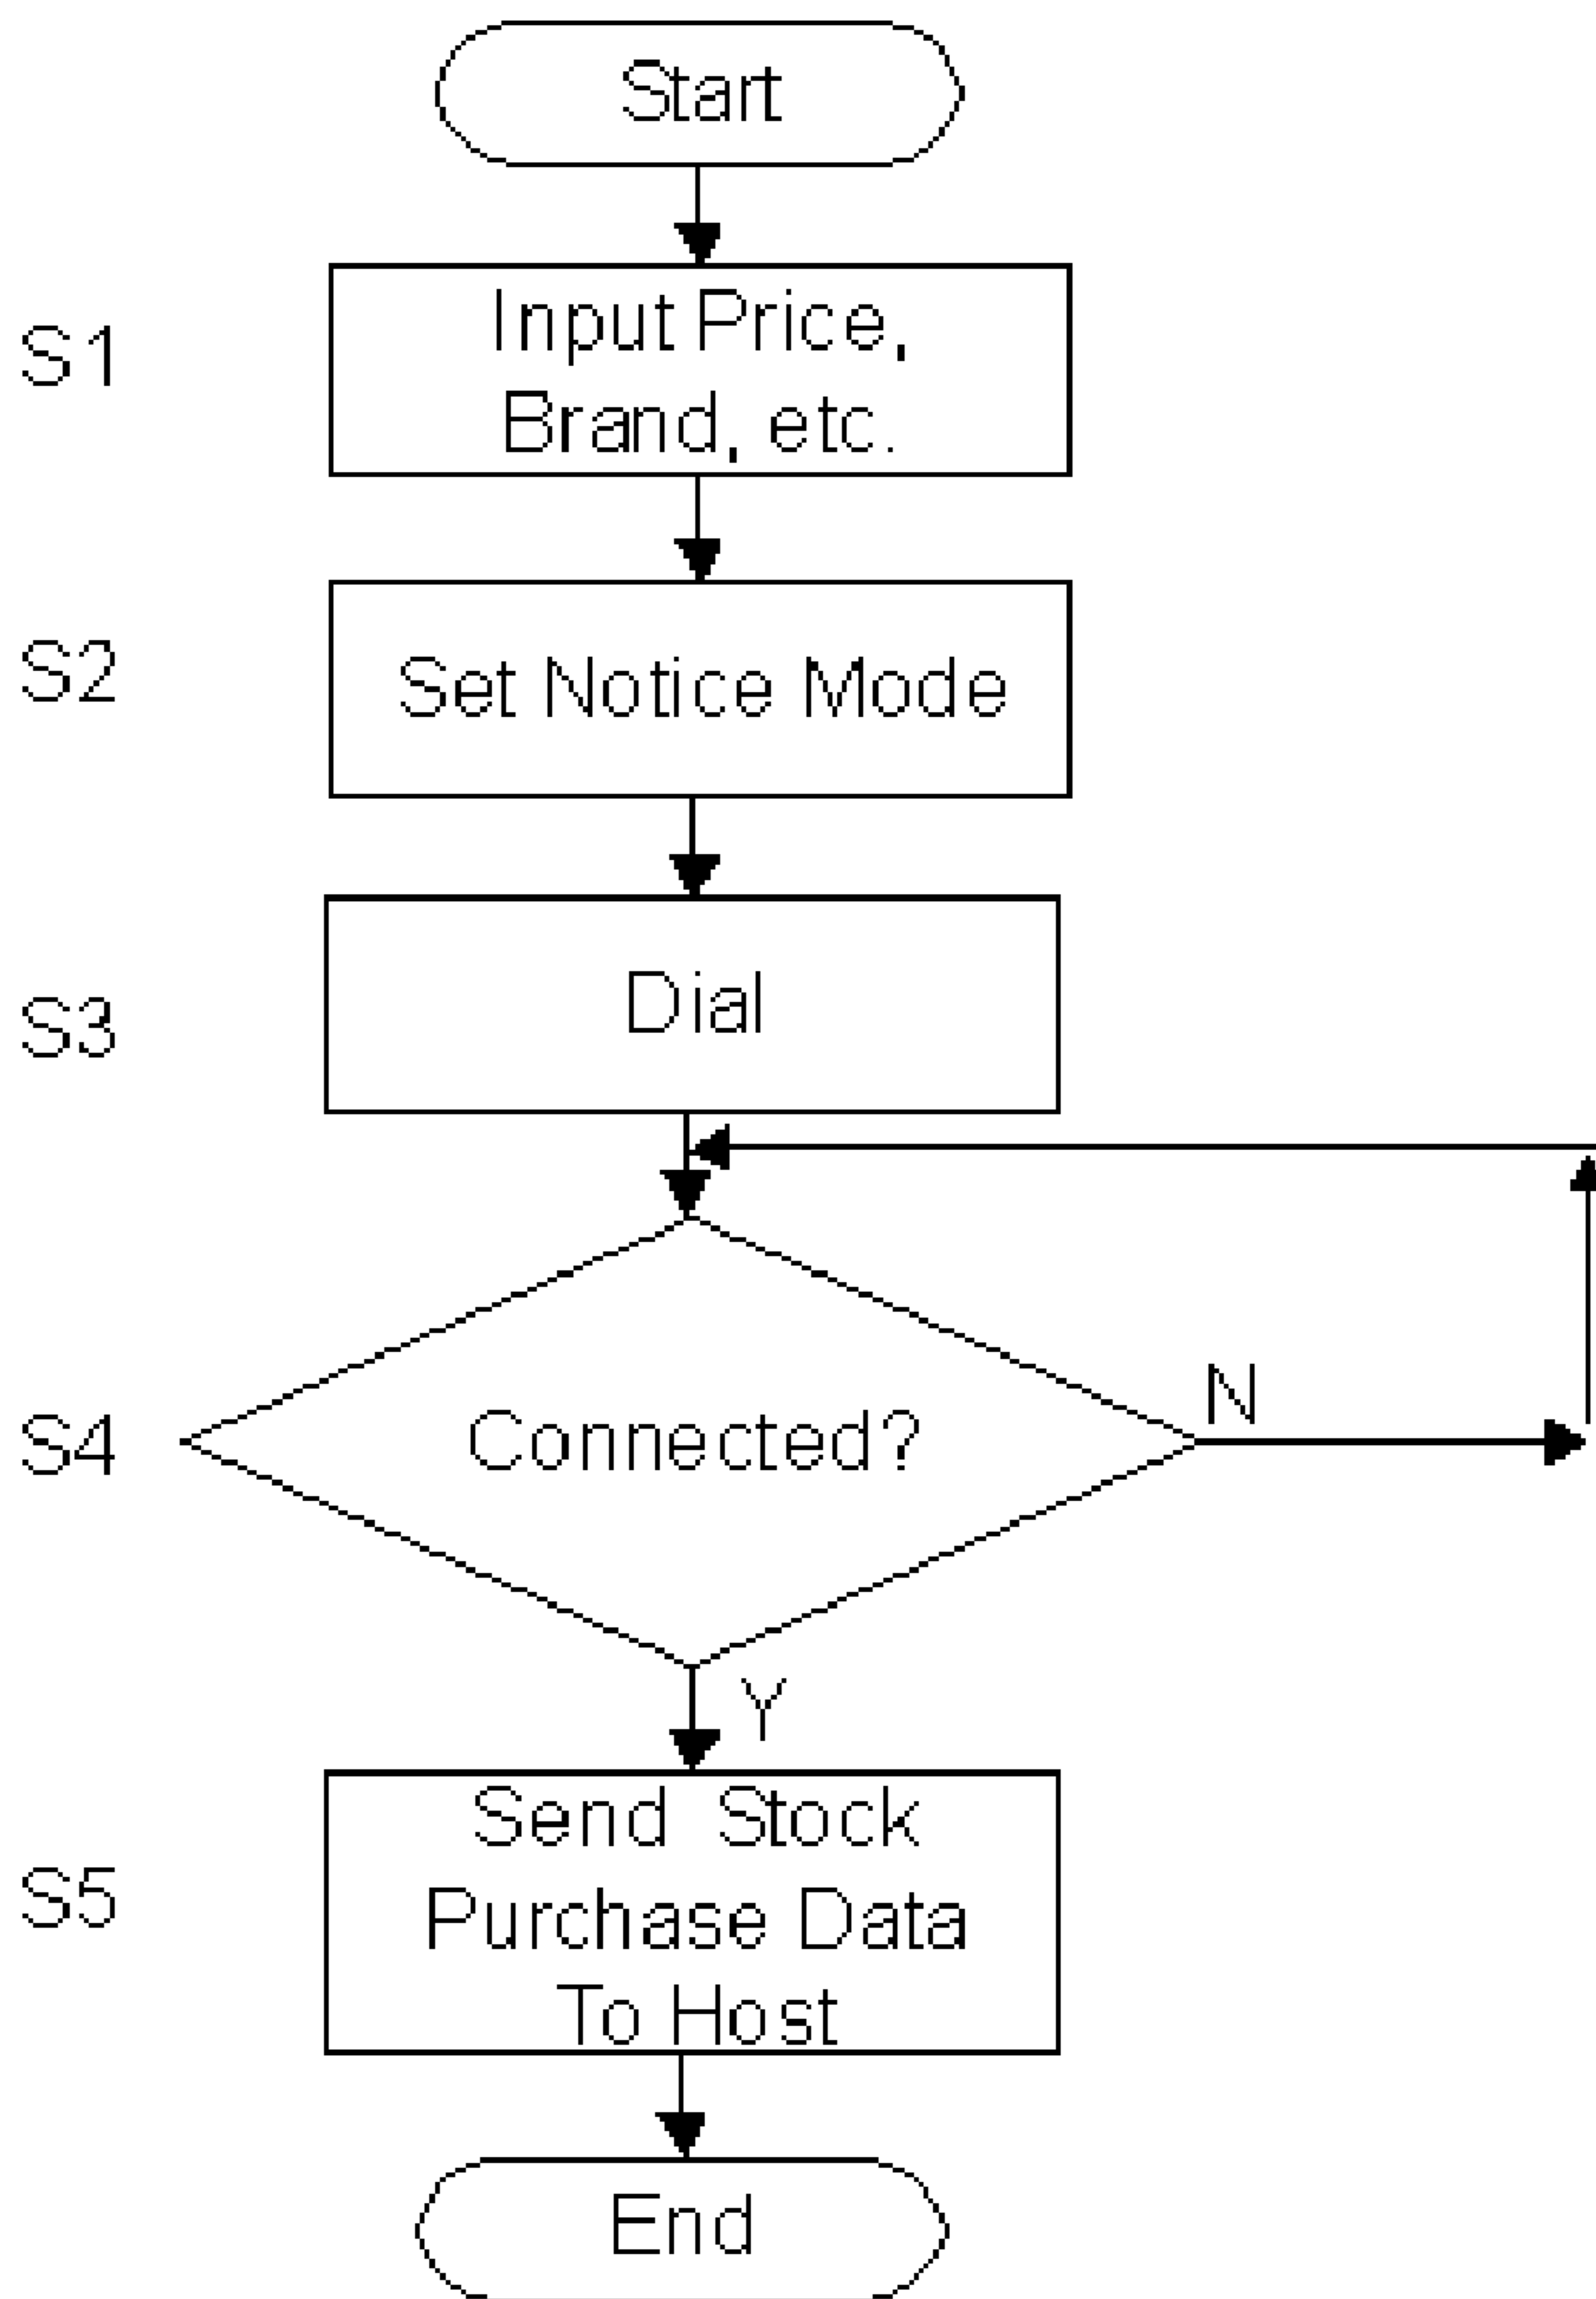 Start
S1
Input Price,
Brand, etc.
S2
Set Notice Mode
S3
Dial
S4
Connected?
N
Y
S5
Send Stock
Purchase Data
To Host
End